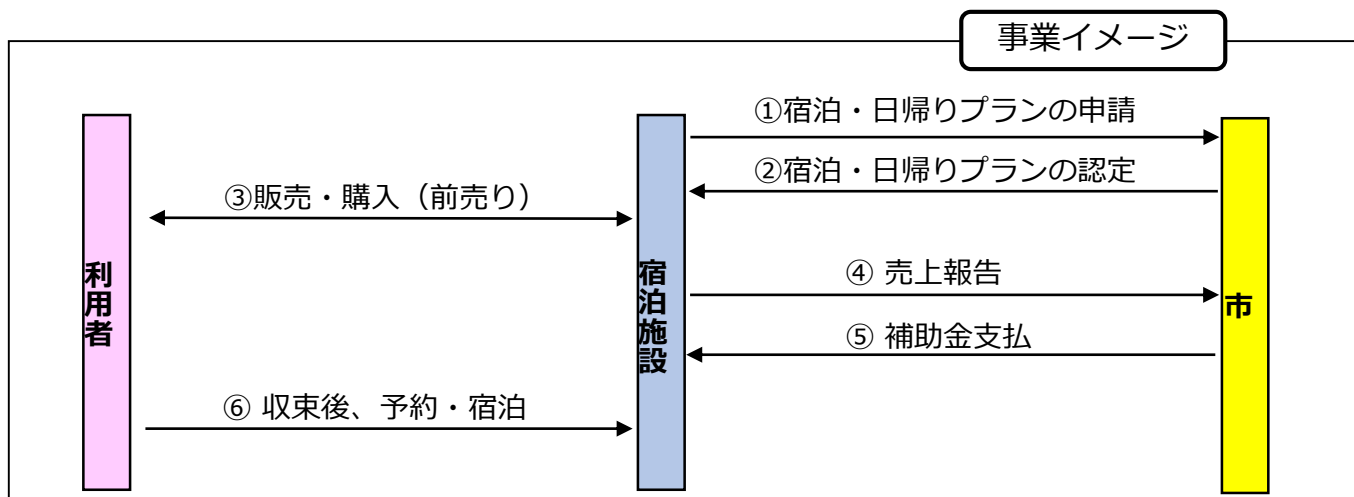 事業イメージ
①宿泊・日帰りプランの申請
②宿泊・日帰りプランの認定
③販売・購入（前売り）
利用者
宿泊施設
市
④ 売上報告
⑤ 補助金支払
⑥ 収束後、予約・宿泊